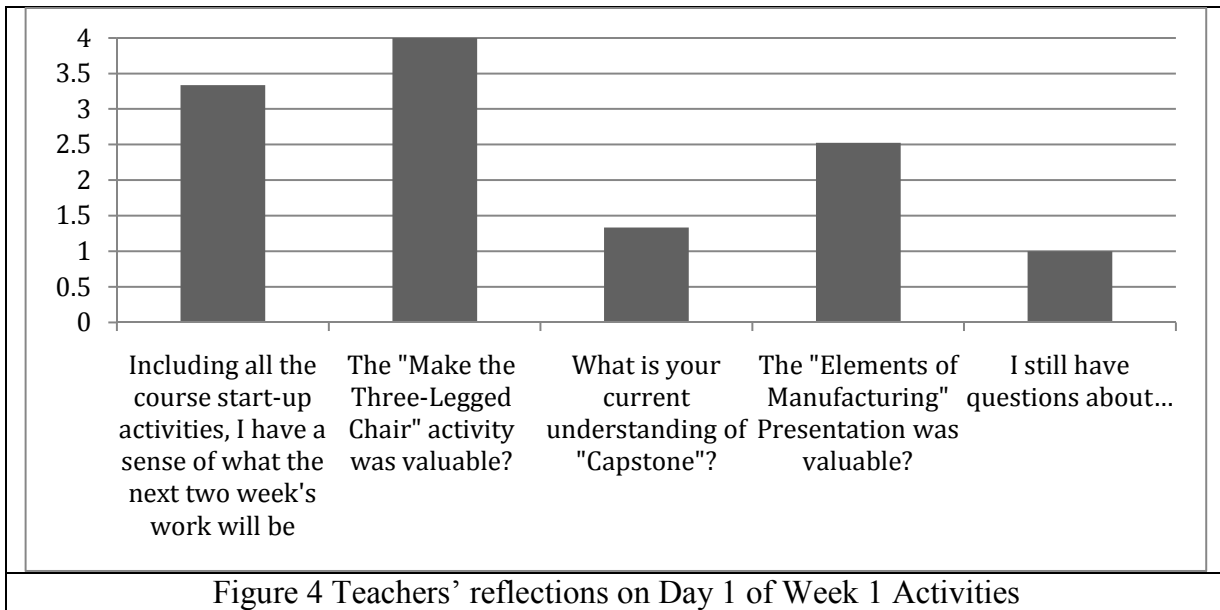 4
3.5
3
2.5
2
1.5
1
0.5
0
Including all the
course start-up
activities, I have a
sense of what the
next two week's
work will be
The "Make the
Three-Legged
Chair" activity
was valuable?
What is your
current
understanding of
"Capstone"?
The "Elements of
Manufacturing"
Presentation was
valuable?
I still have
questions about…
Figure 4 Teachers’ reflections on Day 1 of Week 1 Activities